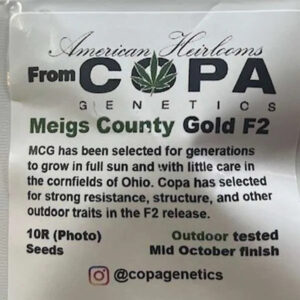 American Heirlooms
From COPA
GENETICS
Meigs County Gold F2
MCG has been selected for generations
to grow in full sun and with little care in
the cornfields of Ohio. Copa has selected
for strong resistance, structure, and other
outdoor traits in the F2 release.
10R (Photo) Outdoor tested
Seeds Mid October finish
@copagenetics